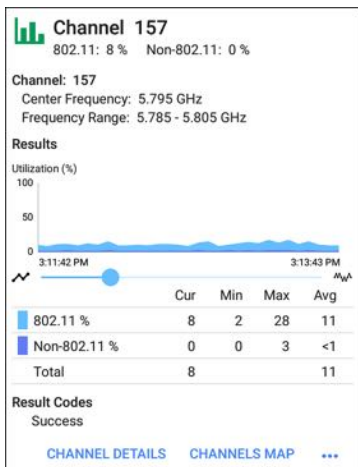 Channel 157
802.11: 8 % Non-802.11: 0 %
Channel: 157
Center Frequency: 5.795 GHz
Frequency Range: 5.785 - 5.805 GHz
Results
Utilization (%)
100
50
0
3:11:42 PM 3:13:43 PM
Cur Min Max Avg
802.11 % 8 2 28 11
Non-802.11 % 0 0 3 <1
Total 8 11
Result Codes
Success
CHANNEL DETAILS CHANNELS MAP